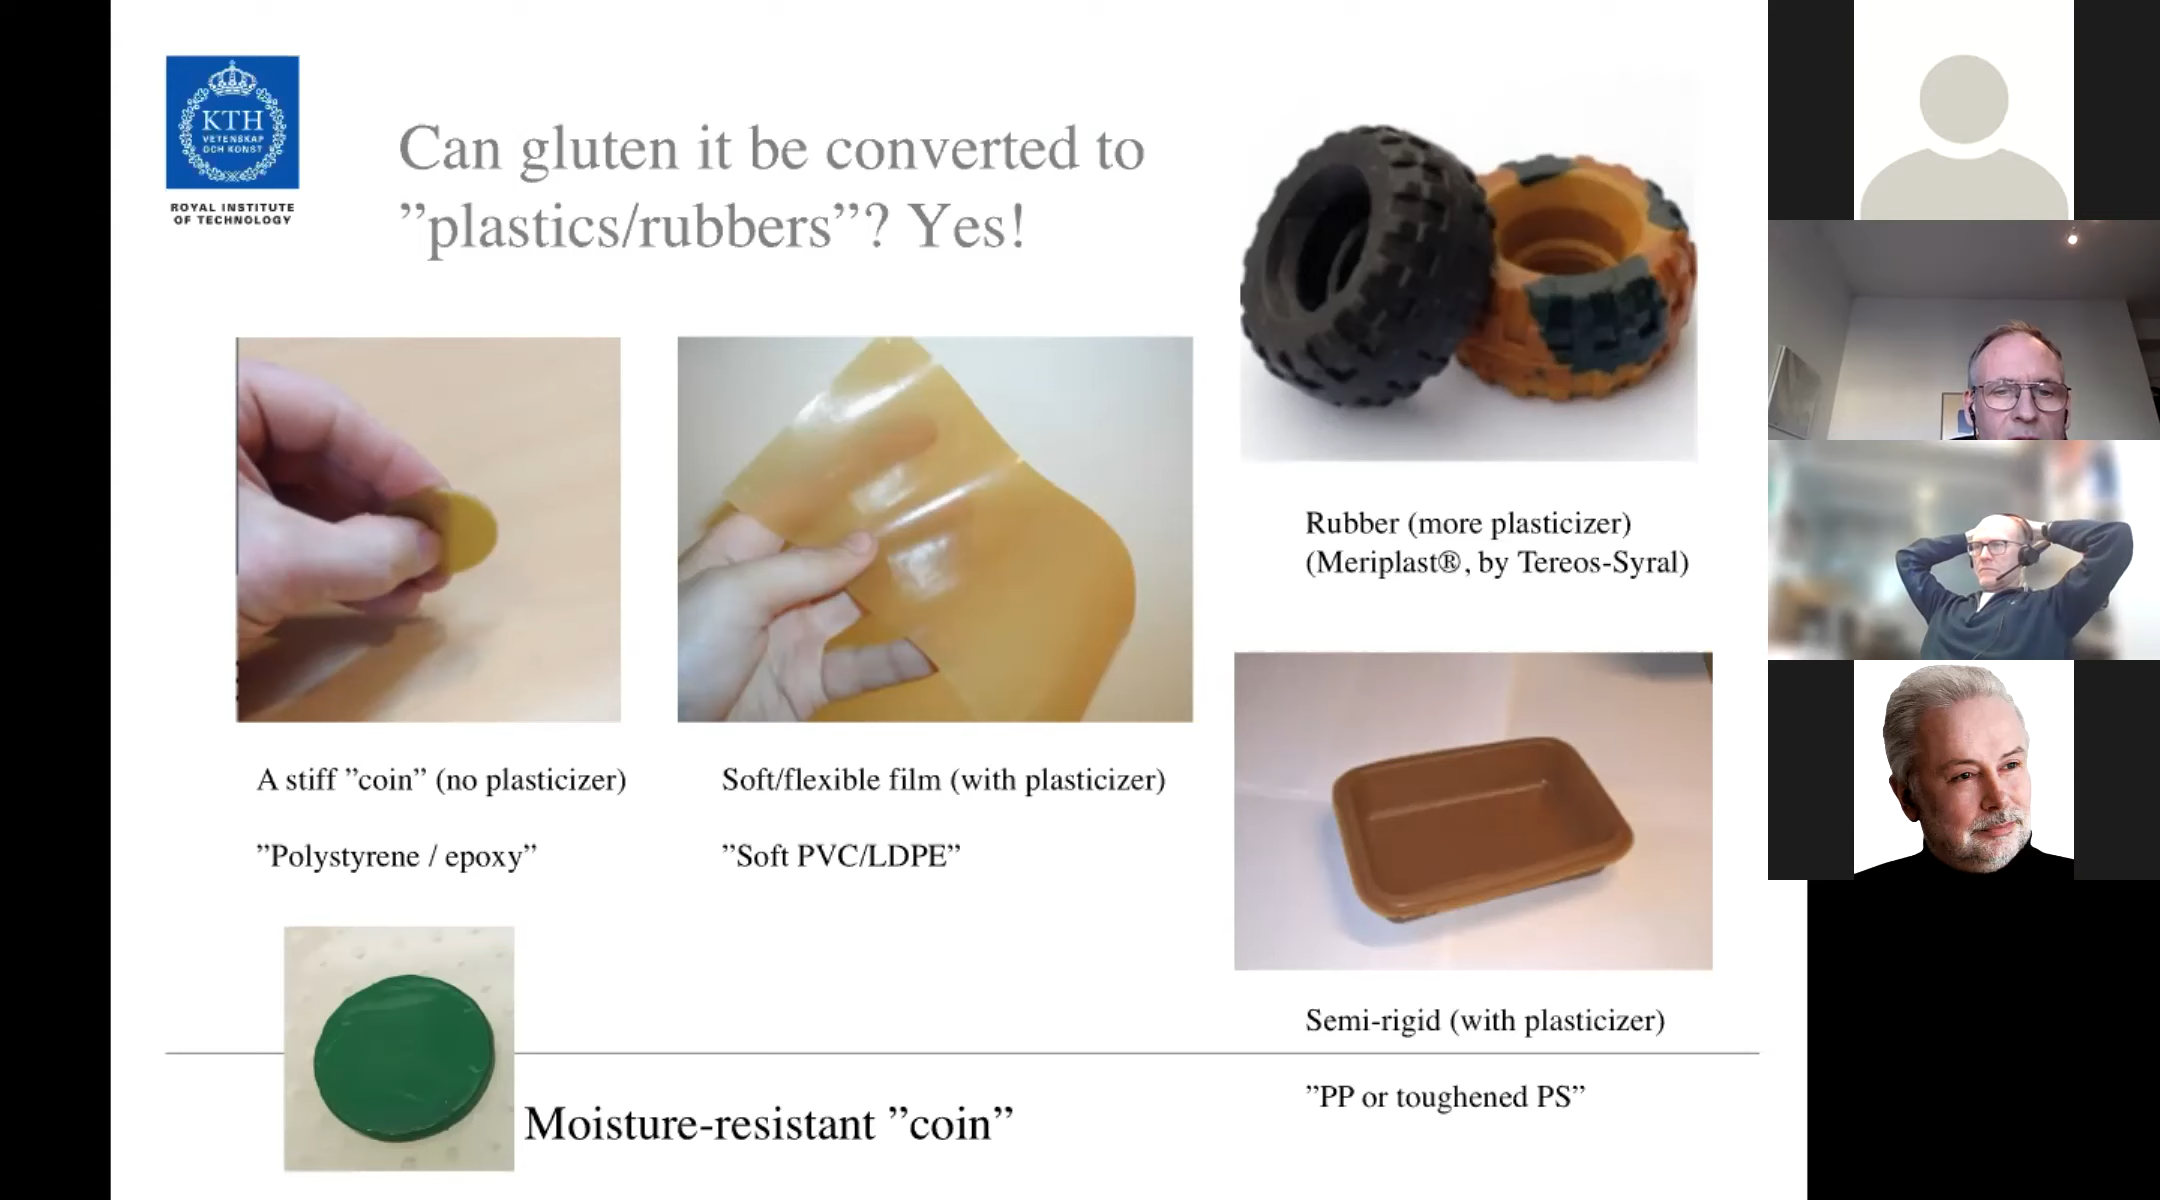 KTH
VETENSKAP
OCH KONST
ROYAL INSTITUTE
OF TECHNOLOGY
Can gluten it be converted to
”plastics/rubbers”? Yes!
Rubber (more plasticizer)
(Meriplast®, by Tereos-Syral)
A stiff ”coin” (no plasticizer)
”Polystyrene / epoxy”
Soft/flexible film (with plasticizer)
”Soft PVC/LDPE”
Semi-rigid (with plasticizer)
”PP or toughened PS”
Moisture-resistant ”coin”